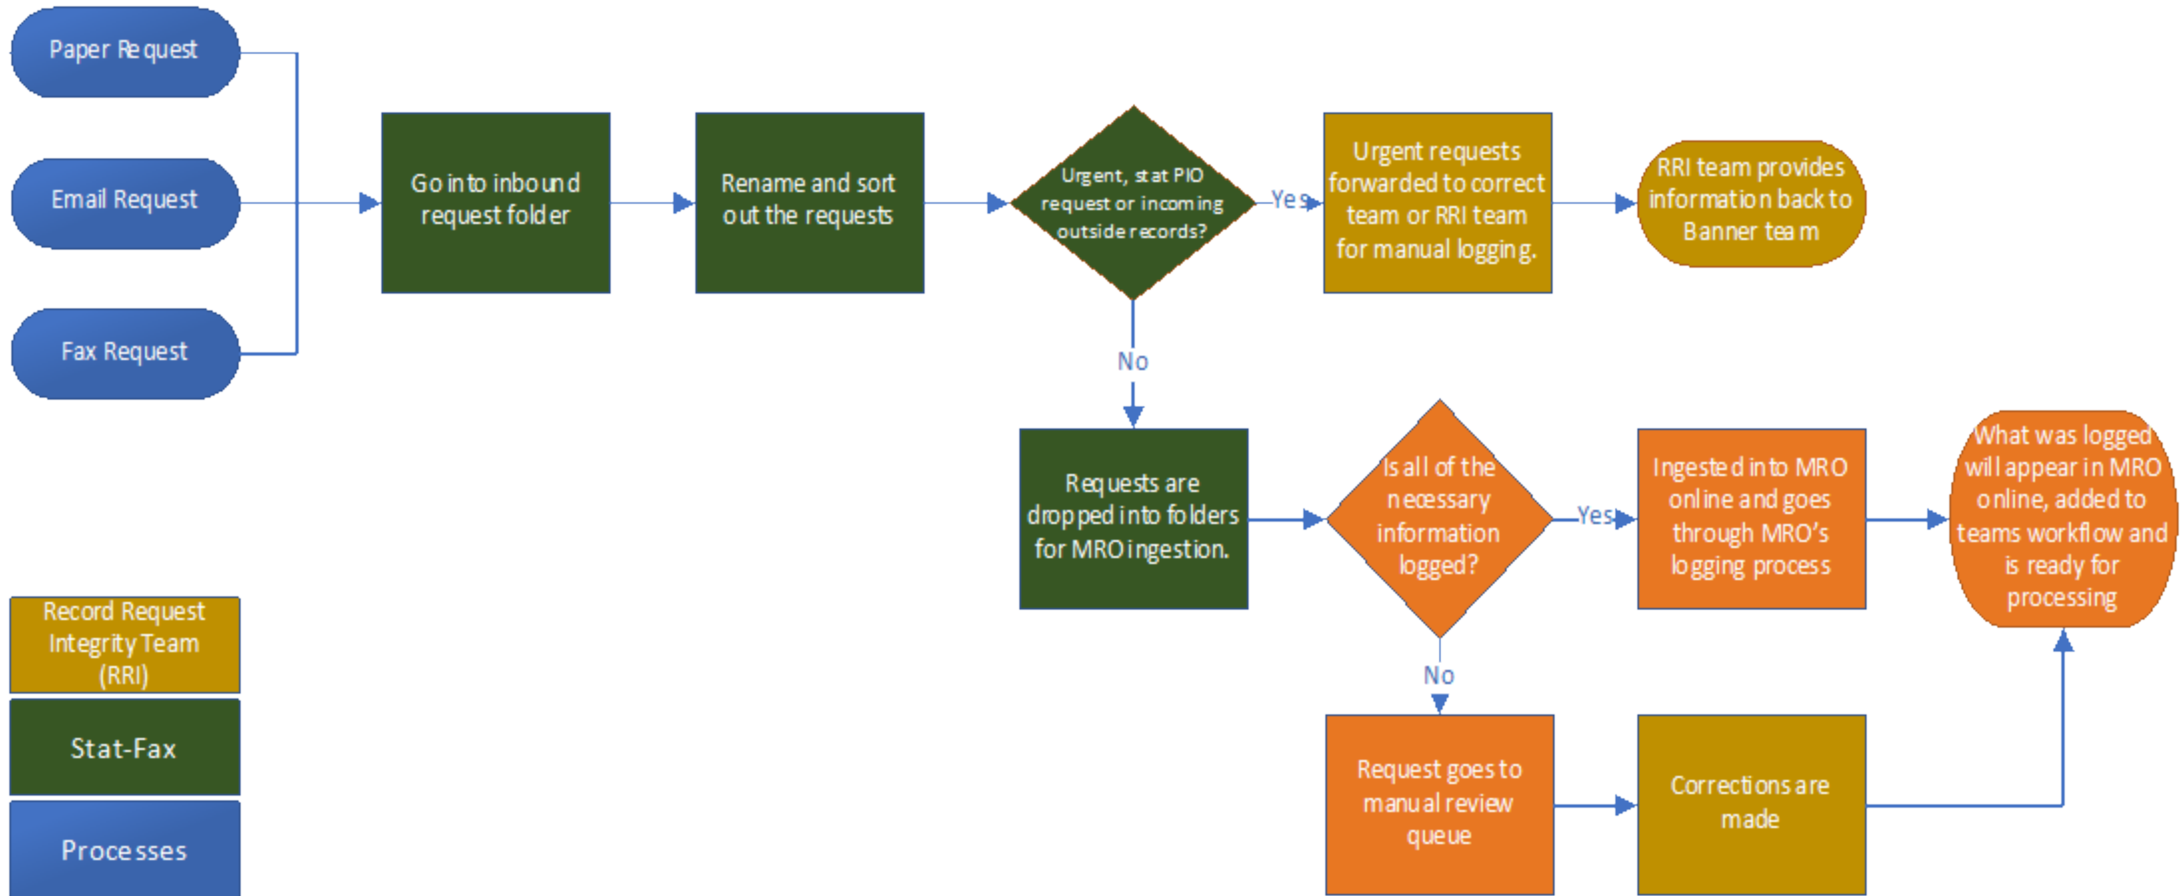 Paper Request
Email Request
Fax Request
Go into inbound
request folder
Rename and sort
out the requests
Urgent, stat PIO
request or incoming
outside records?
Yes
Urgent requests
forwarded to correct
team or RRI team
for manual logging.
RRI team provides
information back to
Banner team
No
Requests are
dropped into folders
for MRO ingestion.
Is all of the
necessary
information
logged?
Yes
Ingested into MRO
online and goes
through MRO’s
logging process
What was logged
will appear in MRO
online, added to
teams workflow and
is ready for
processing
No
Request goes to
manual review
queue
Corrections are
made
Record Request
Integrity Team
(RRI)
Stat-Fax
Processes